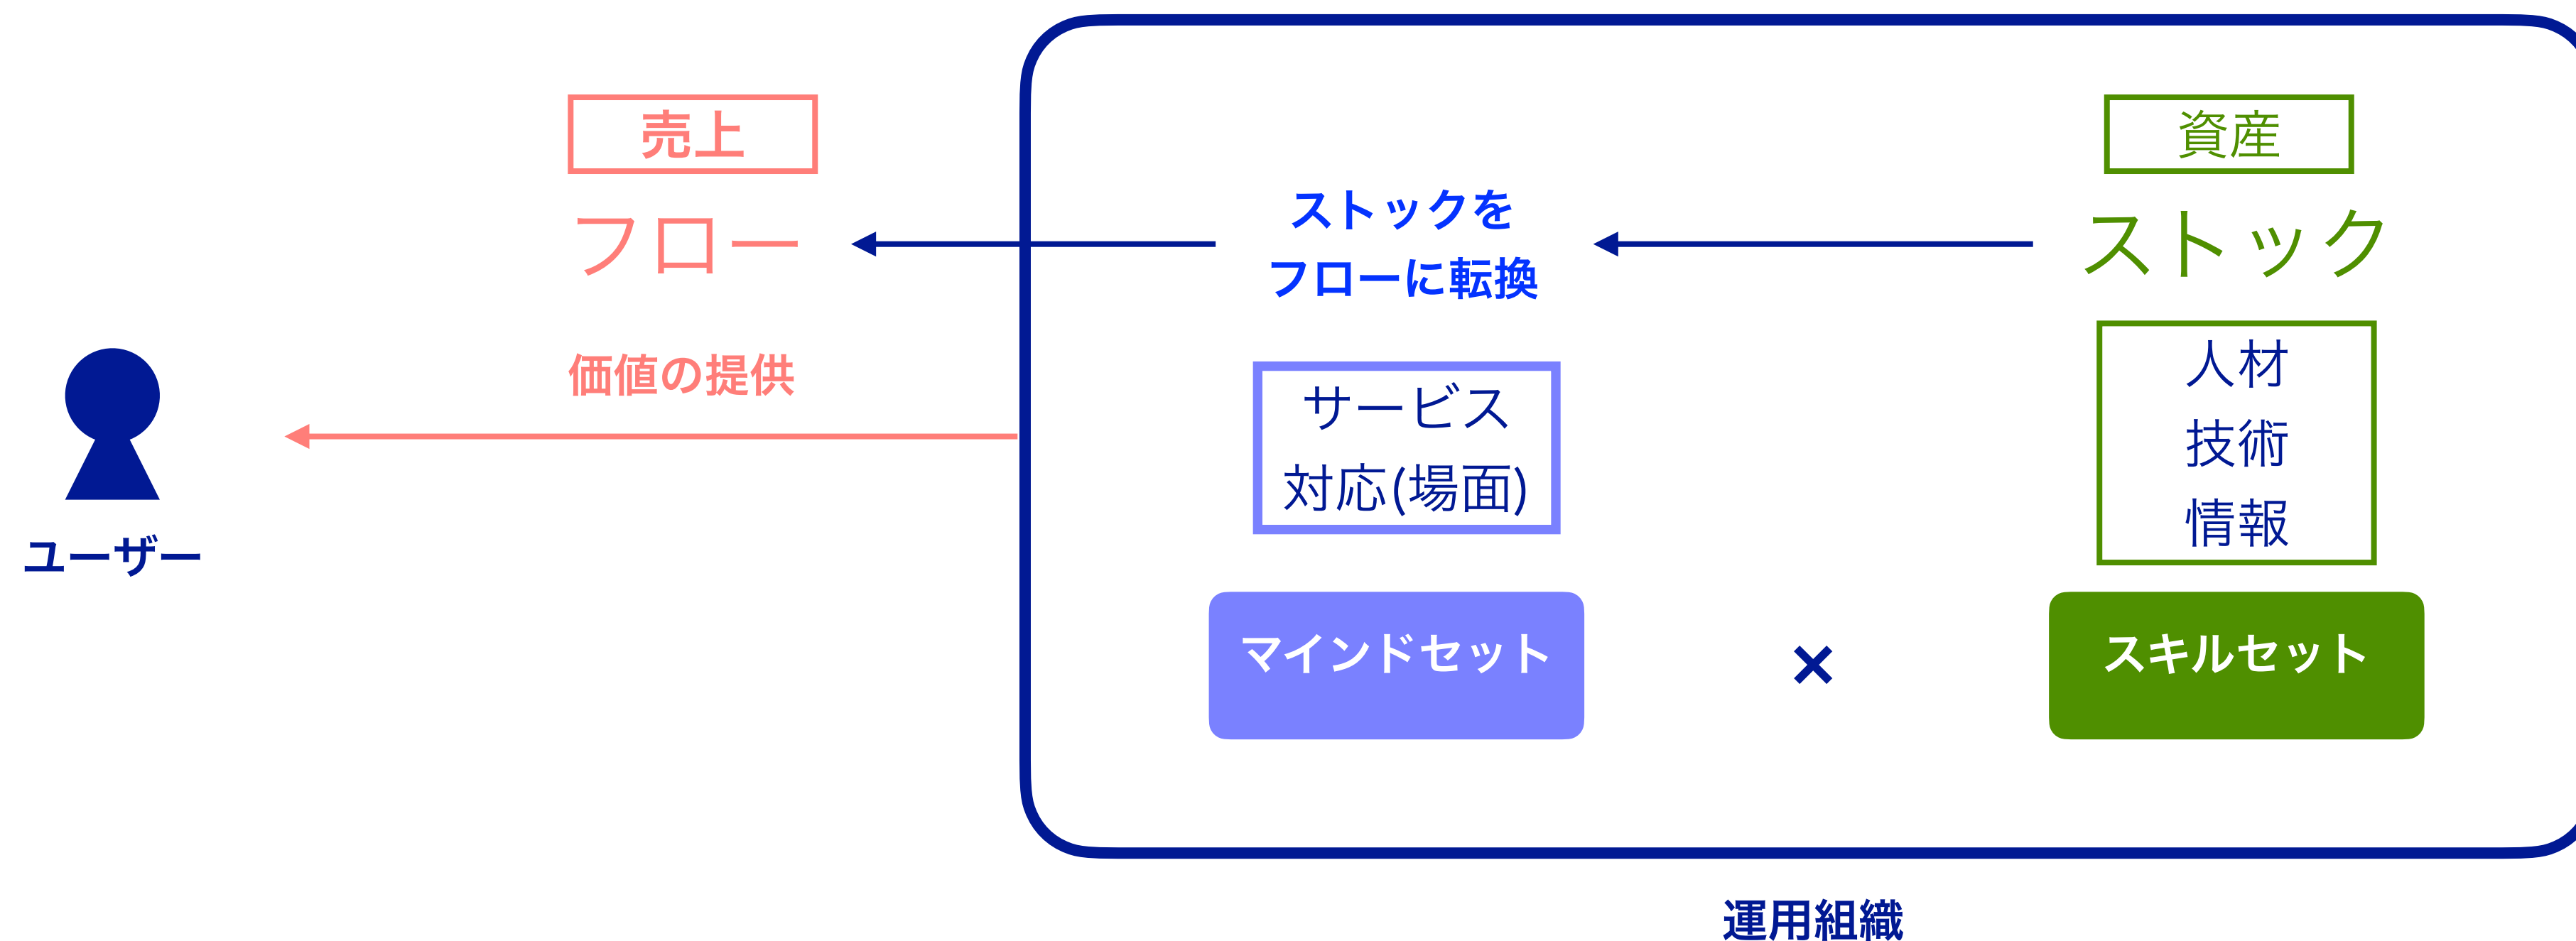 売上
フロー
価値の提供
ユーザー
ストックを
フローに転換
サービス
対応(場面)
マインドセット
×
資産
ストック
人材
技術
情報
スキルセット
運用組織